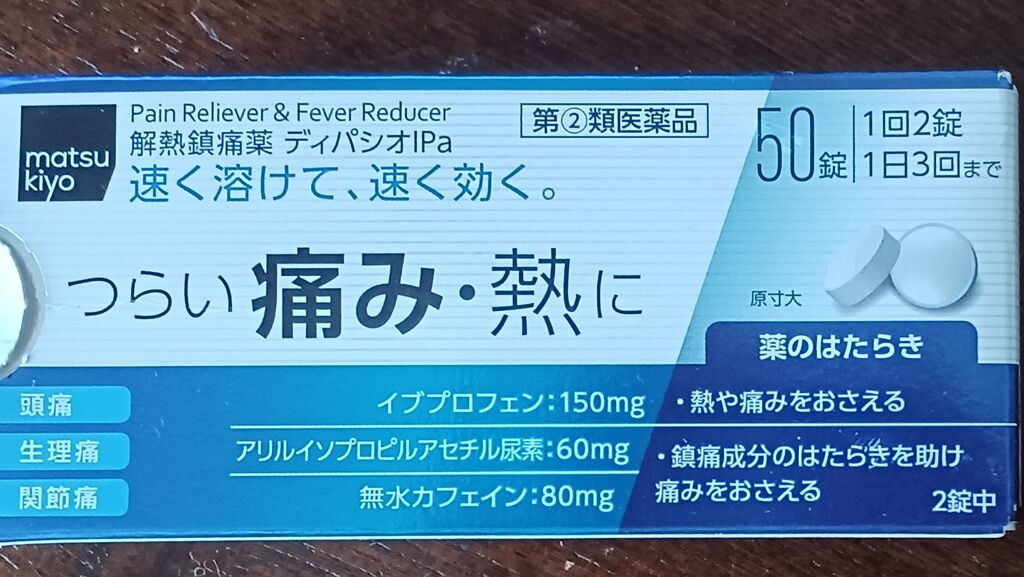 matsu
kiyo
Pain Reliever & Fever Reducer
解熱鎮痛薬 ディパシオIPa
速く溶けて、速く効く。
第②類医薬品
50錠
1回2錠
1日3回まで
つらい痛み・熱に
原寸大
薬のはたらき
頭痛
生理痛
関節痛
イブプロフェン:150mg
・熱や痛みをおさえる
アリルイソプロピルアセチル尿素:60mg
無水カフェイン:80mg
・鎮痛成分のはたらきを助け
痛みをおさえる
2錠中